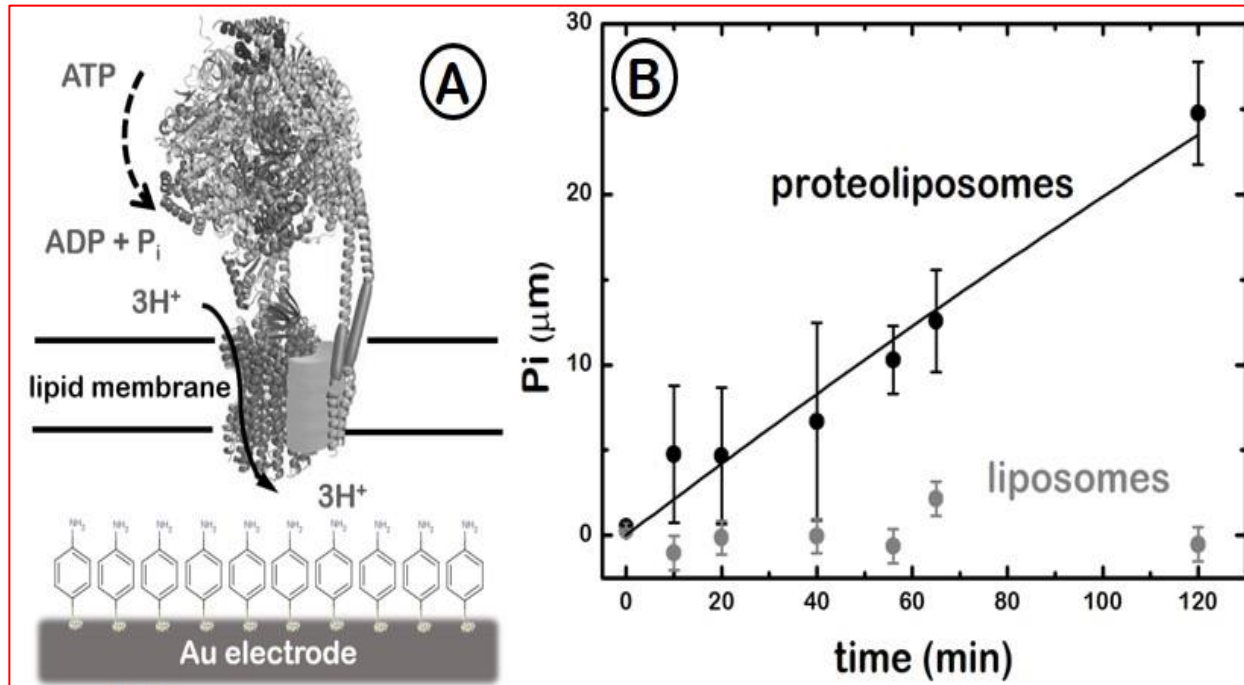 A
ATP
ADP + Pi
3H⁺
lipid membrane
3H⁺
NH₂ NH₂ NH₂ NH₂ NH₂ NH₂ NH₂ NH₂ NH₂ NH₂
Au electrode
B
30
20
10
0
Pi (μm)
proteoliposomes
liposomes
0 20 40 60 80 100 120
time (min)